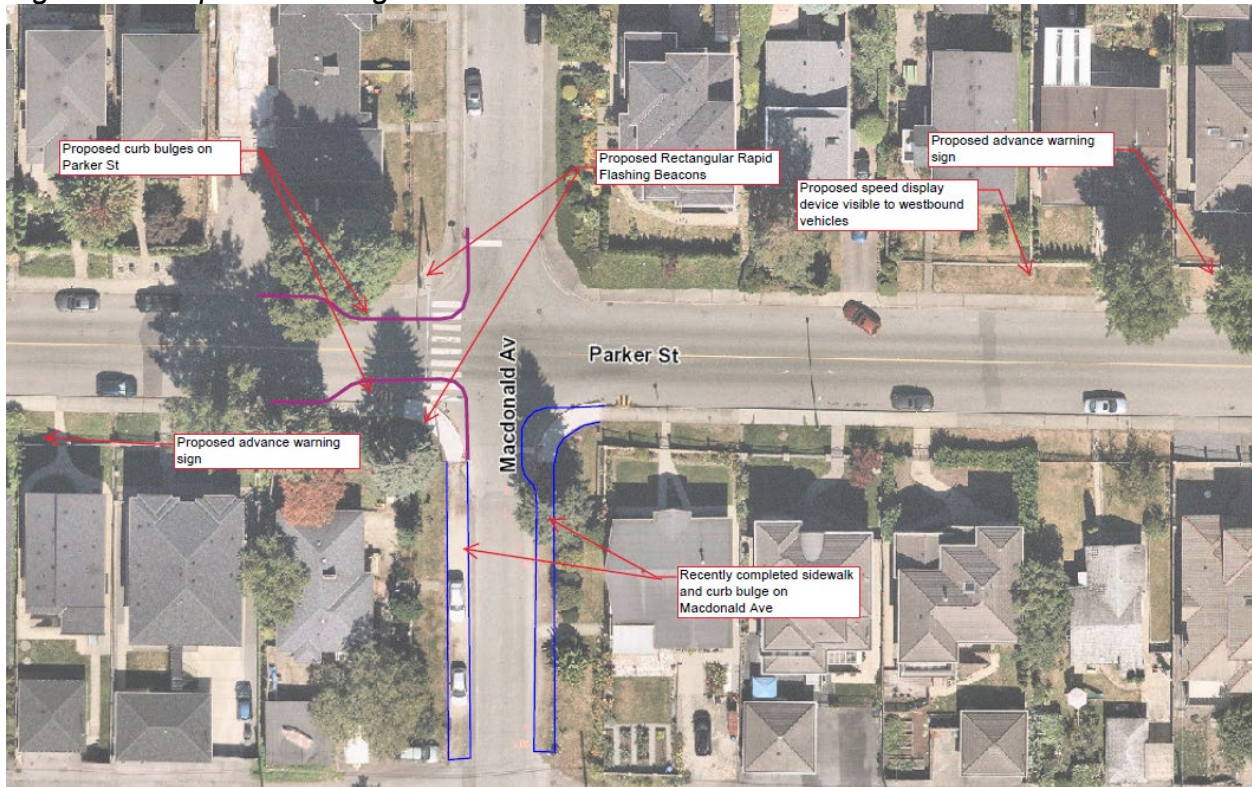 Proposed curb bulges on
Parker St
Proposed Rectangular Rapid
Flashing Beacons
Proposed advance warning
sign
Proposed speed display
device visible to westbound
vehicles
Macdonald Av
Parker St
Proposed advance warning
sign
Recently completed sidewalk
and curb bulge on
Macdonald Ave